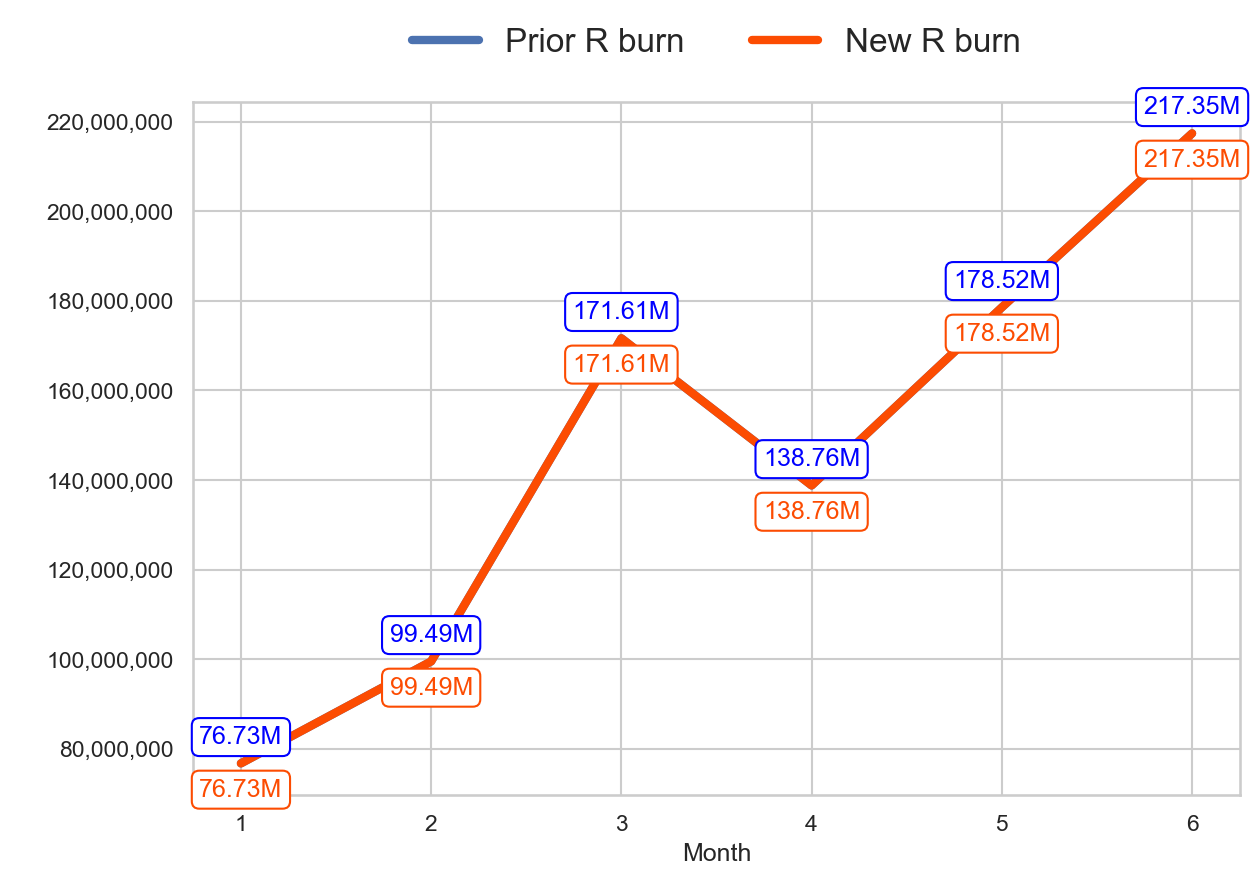 Prior R burn New R burn
217.35M
220,000,000
217.35M
200,000,000
178.52M
180,000,000
171.61M
178.52M
171.61M
160,000,000
138.76M
140,000,000
138.76M
120,000,000
99.49M
100,000,000
99.49M
76.73M
80,000,000
76.73M
1 2 3 4 5 6
Month